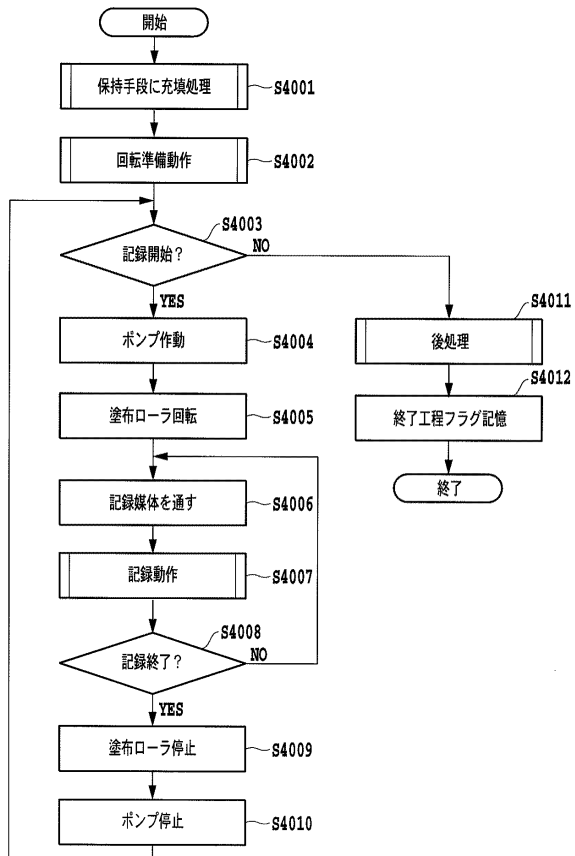 開始
保持手段に充填処理
S4001
回転準備動作
S4002
記録開始?
S4003
NO
YES
ポンプ作動
S4004
塗布ローラ回転
S4005
記録媒体を通す
S4006
記録動作
S4007
記録終了?
S4008
NO
YES
塗布ローラ停止
S4009
ポンプ停止
S4010
後処理
S4011
終了工程フラグ記憶
S4012
終了